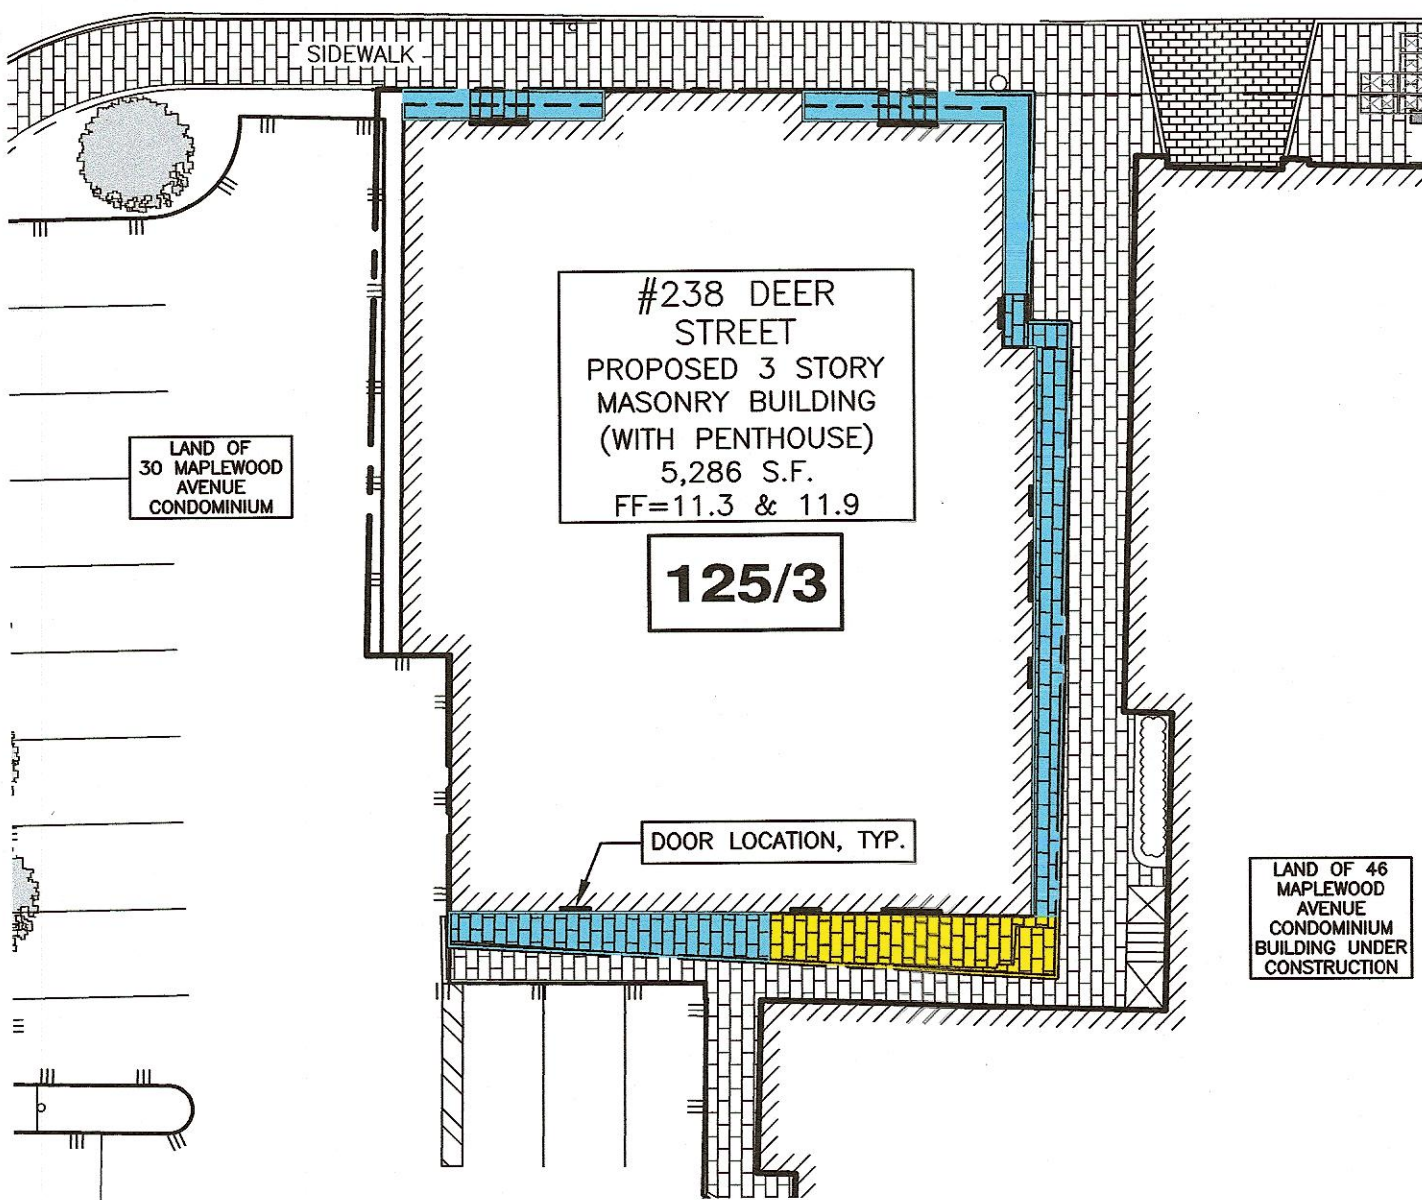 SIDEWALK
#238 DEER
STREET
PROPOSED 3 STORY
MASONRY BUILDING
(WITH PENTHOUSE)
5,286 S.F.
FF=11.3 & 11.9
125/3
LAND OF
30 MAPLEWOOD
AVENUE
CONDOMINIUM
DOOR LOCATION, TYP.
LAND OF 46
MAPLEWOOD
AVENUE
CONDOMINIUM
BUILDING UNDER
CONSTRUCTION